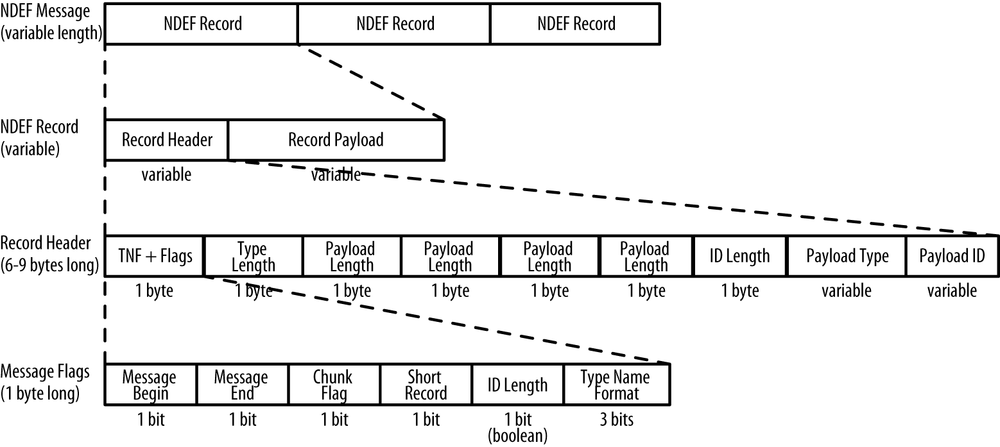 NDEF Message
(variable length)
NDEF Record
NDEF Record
NDEF Record
NDEF Record
(variable)
Record Header
Record Payload
variable
variable
Record Header
(6-9 bytes long)
TNF + Flags
Type
Length
Payload
Length
Payload
Length
Payload
Length
Payload
Length
ID Length
Payload Type
Payload ID
1 byte
1 byte
1 byte
1 byte
1 byte
1 byte
1 byte
variable
variable
Message Flags
(1 byte long)
Message
Begin
Message
End
Chunk
Flag
Short
Record
ID Length
Type Name
Format
1 bit
1 bit
1 bit
1 bit
1 bit
(boolean)
3 bits